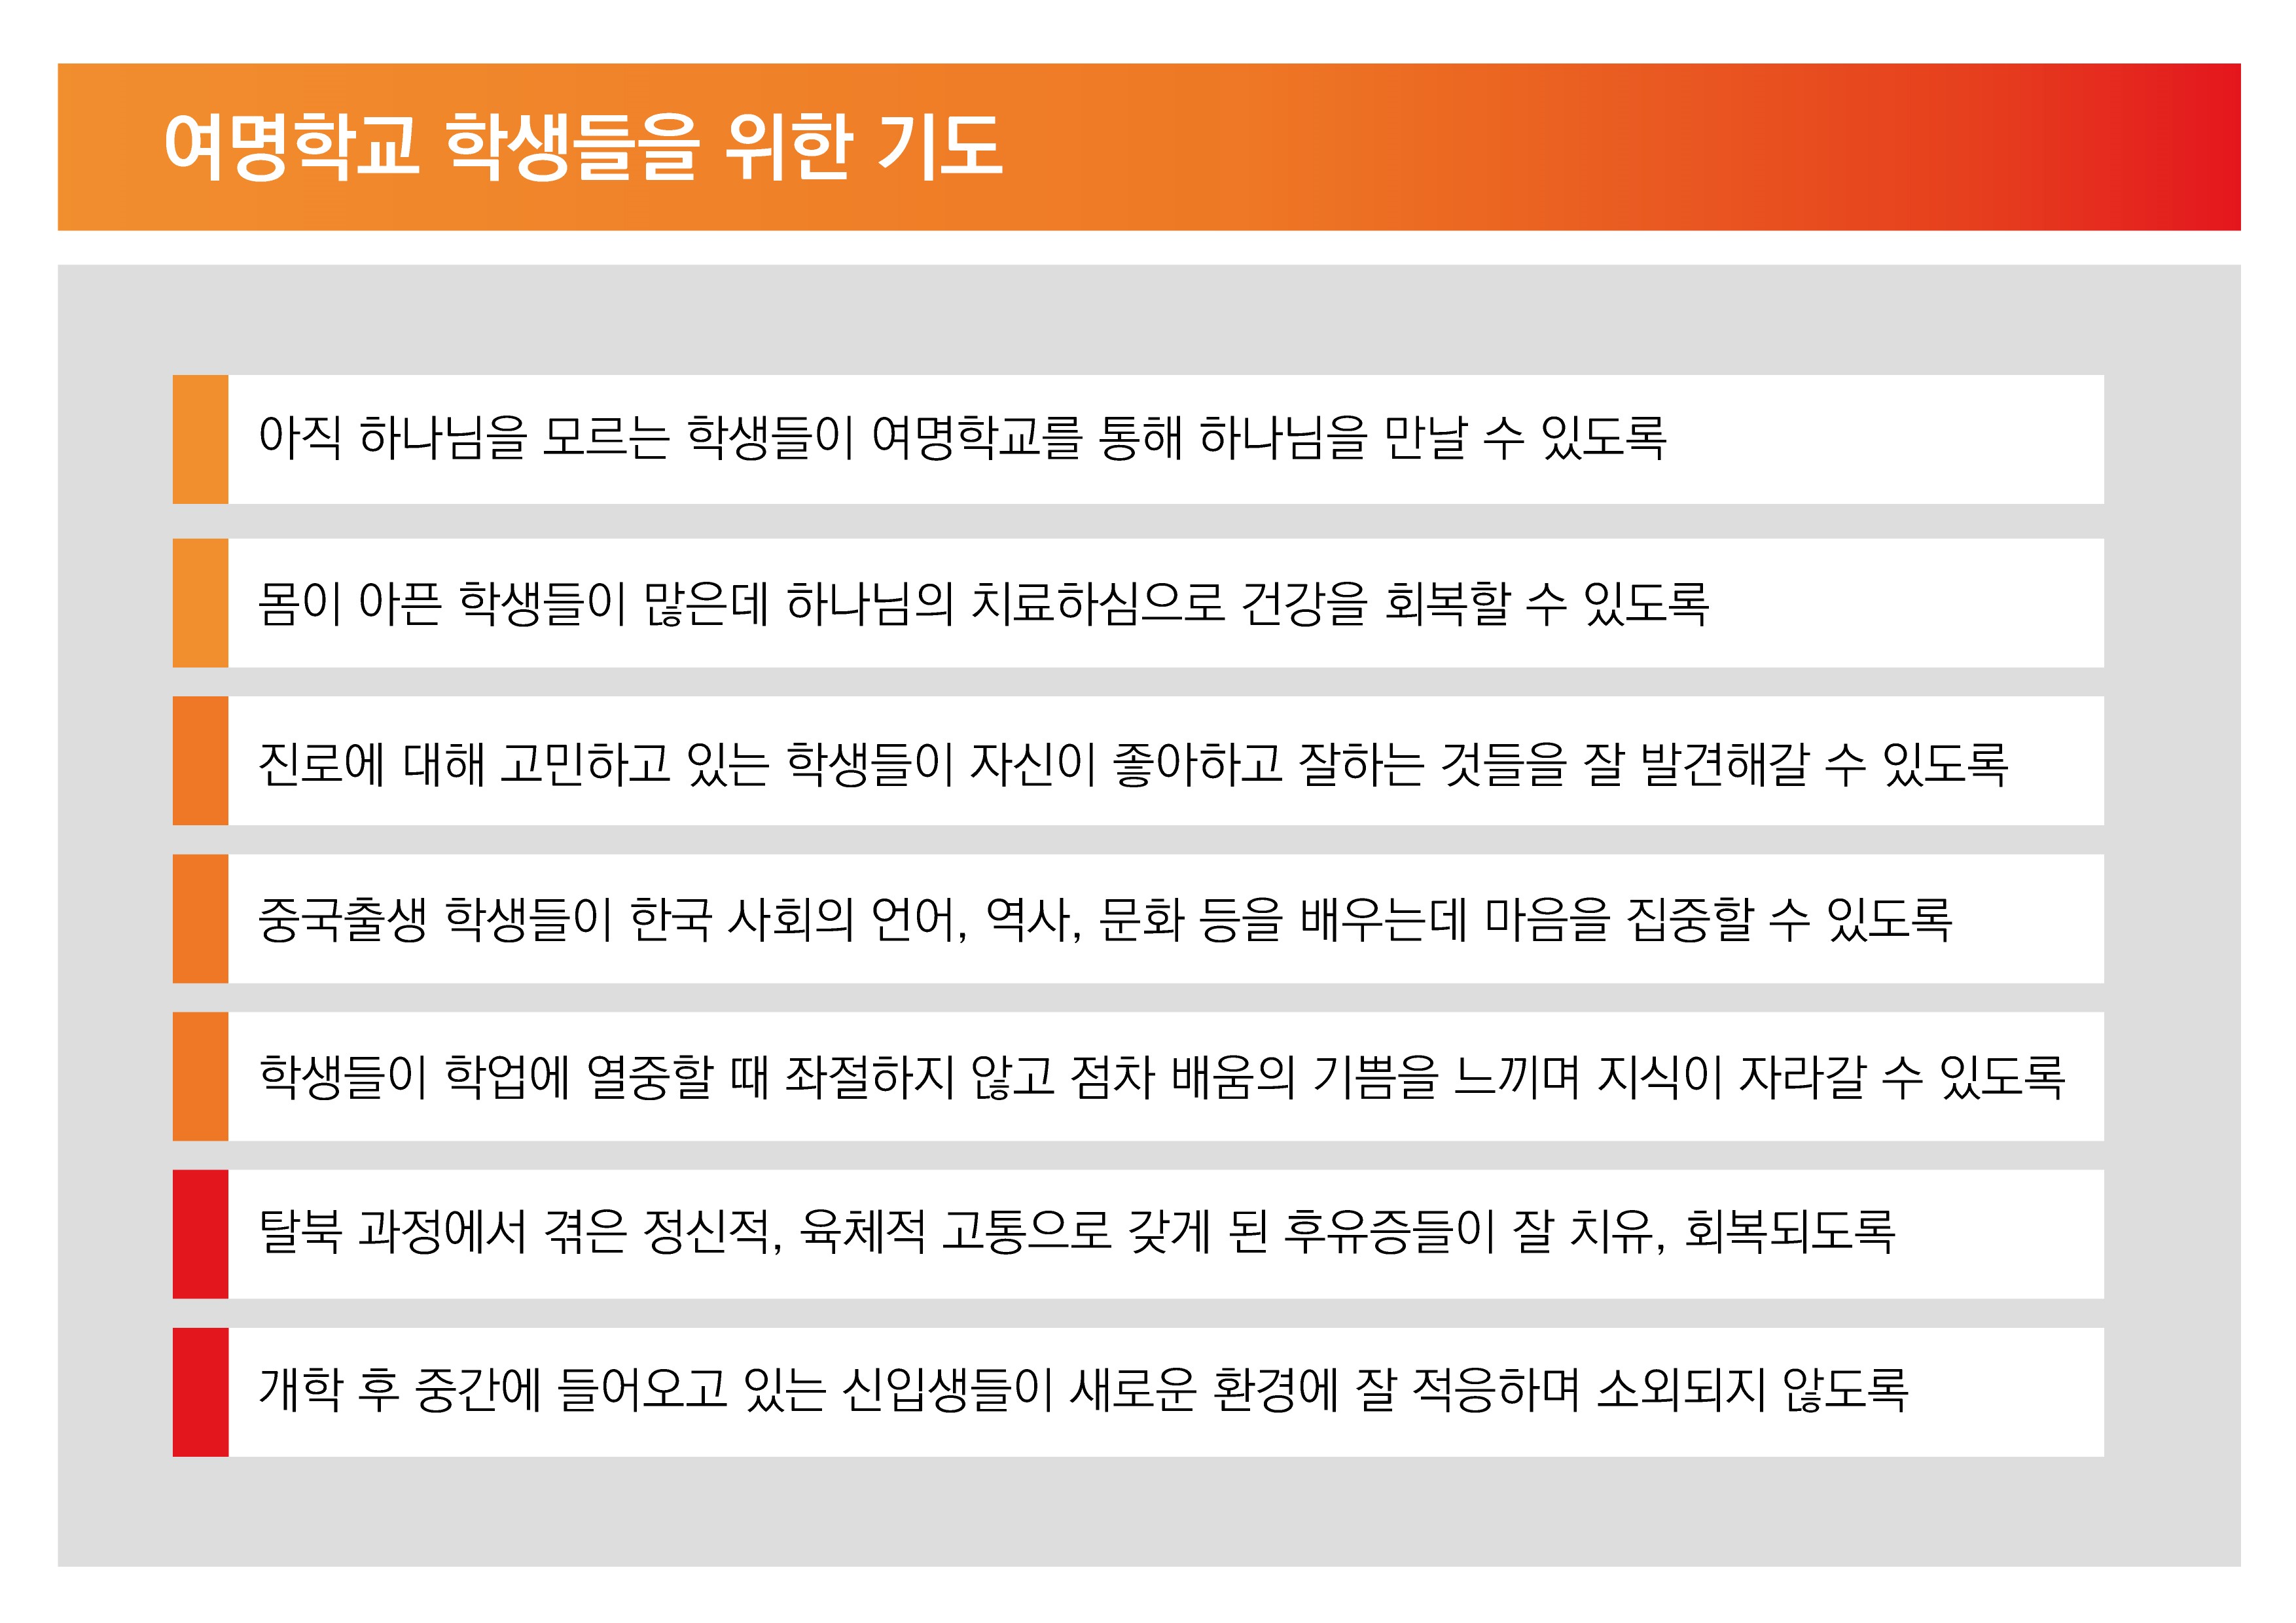 여명학교 학생들을 위한 기도
아직 하나님을 모르는 학생들이 여명학교를 통해 하나님을 만날 수 있도록
몸이 아픈 학생들이 많은데 하나님의 치료하심으로 건강을 회복할 수 있도록
진로에 대해 고민하고 있는 학생들이 자신이 좋아하고 잘하는 것들을 잘 발견해갈 수 있도록
중국출생 학생들이 한국 사회의 언어, 역사, 문화 등을 배우는데 마음을 집중할 수 있도록
학생들이 학업에 열중할 때 좌절하지 않고 점차 배움의 기쁨을 느끼며 지식이 자라갈 수 있도록
탈북 과정에서 겪은 정신적, 육체적 고통으로 갖게 된 후유증들이 잘 치유, 회복되도록
개학 후 중간에 들어오고 있는 신입생들이 새로운 환경에 잘 적응하며 소외되지 않도록